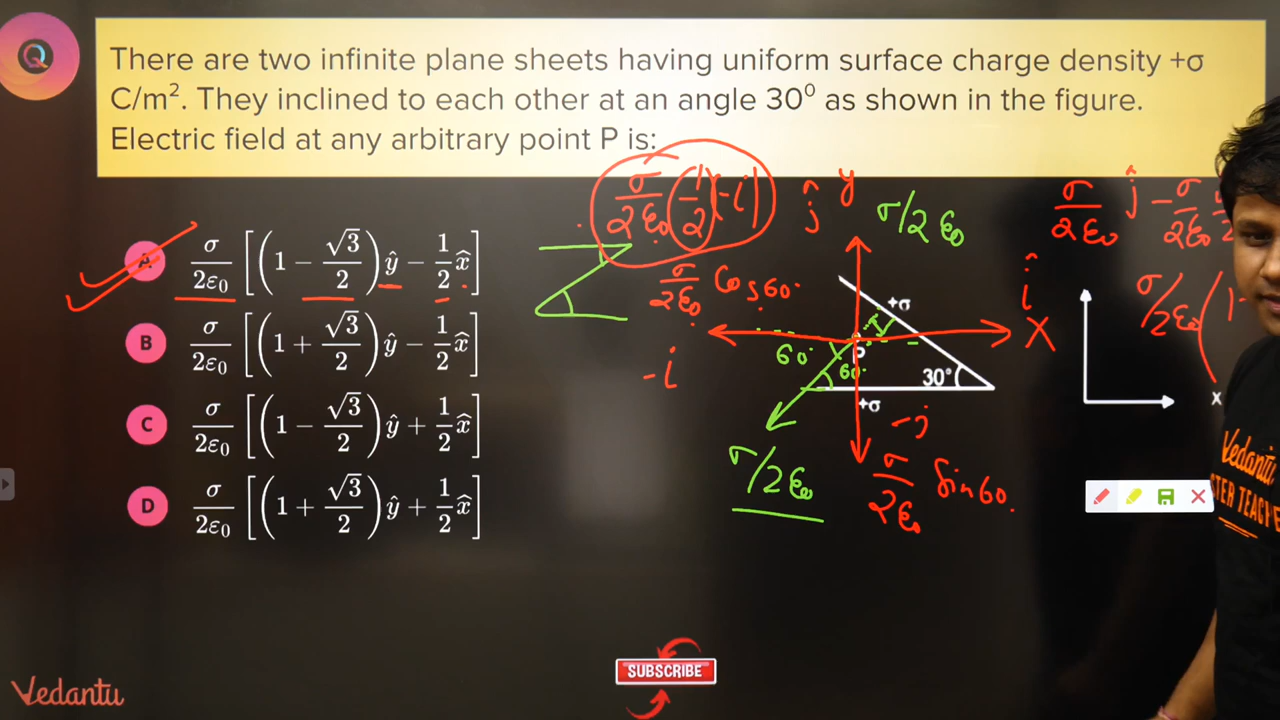 Q
There are two infinite plane sheets having uniform surface charge density +σ
C/m². They inclined to each other at an angle 30⁰ as shown in the figure.
Electric field at any arbitrary point P is:
A σ/2ε₀ [(1 − √3/2) ŷ − 1/2 x̂]
B σ/2ε₀ [(1 + √3/2) ŷ − 1/2 x̂]
C σ/2ε₀ [(1 − √3/2) ŷ + 1/2 x̂]
D σ/2ε₀ [(1 + √3/2) ŷ + 1/2 x̂]
σ/2ε₀ (1/2)(-i)
ĵ y
σ/2ε₀
σ/2ε₀ ĵ − σ/2ε₀
σ/2ε₀ Cos60
+σ
î
X
σ/2ε₀ (1-
-i
60
P
60
30°
+σ
-j
x
σ/2ε₀
σ/2ε₀ Sin60
Vedantu
STER TEACH
SUBSCRIBE
Vedantu